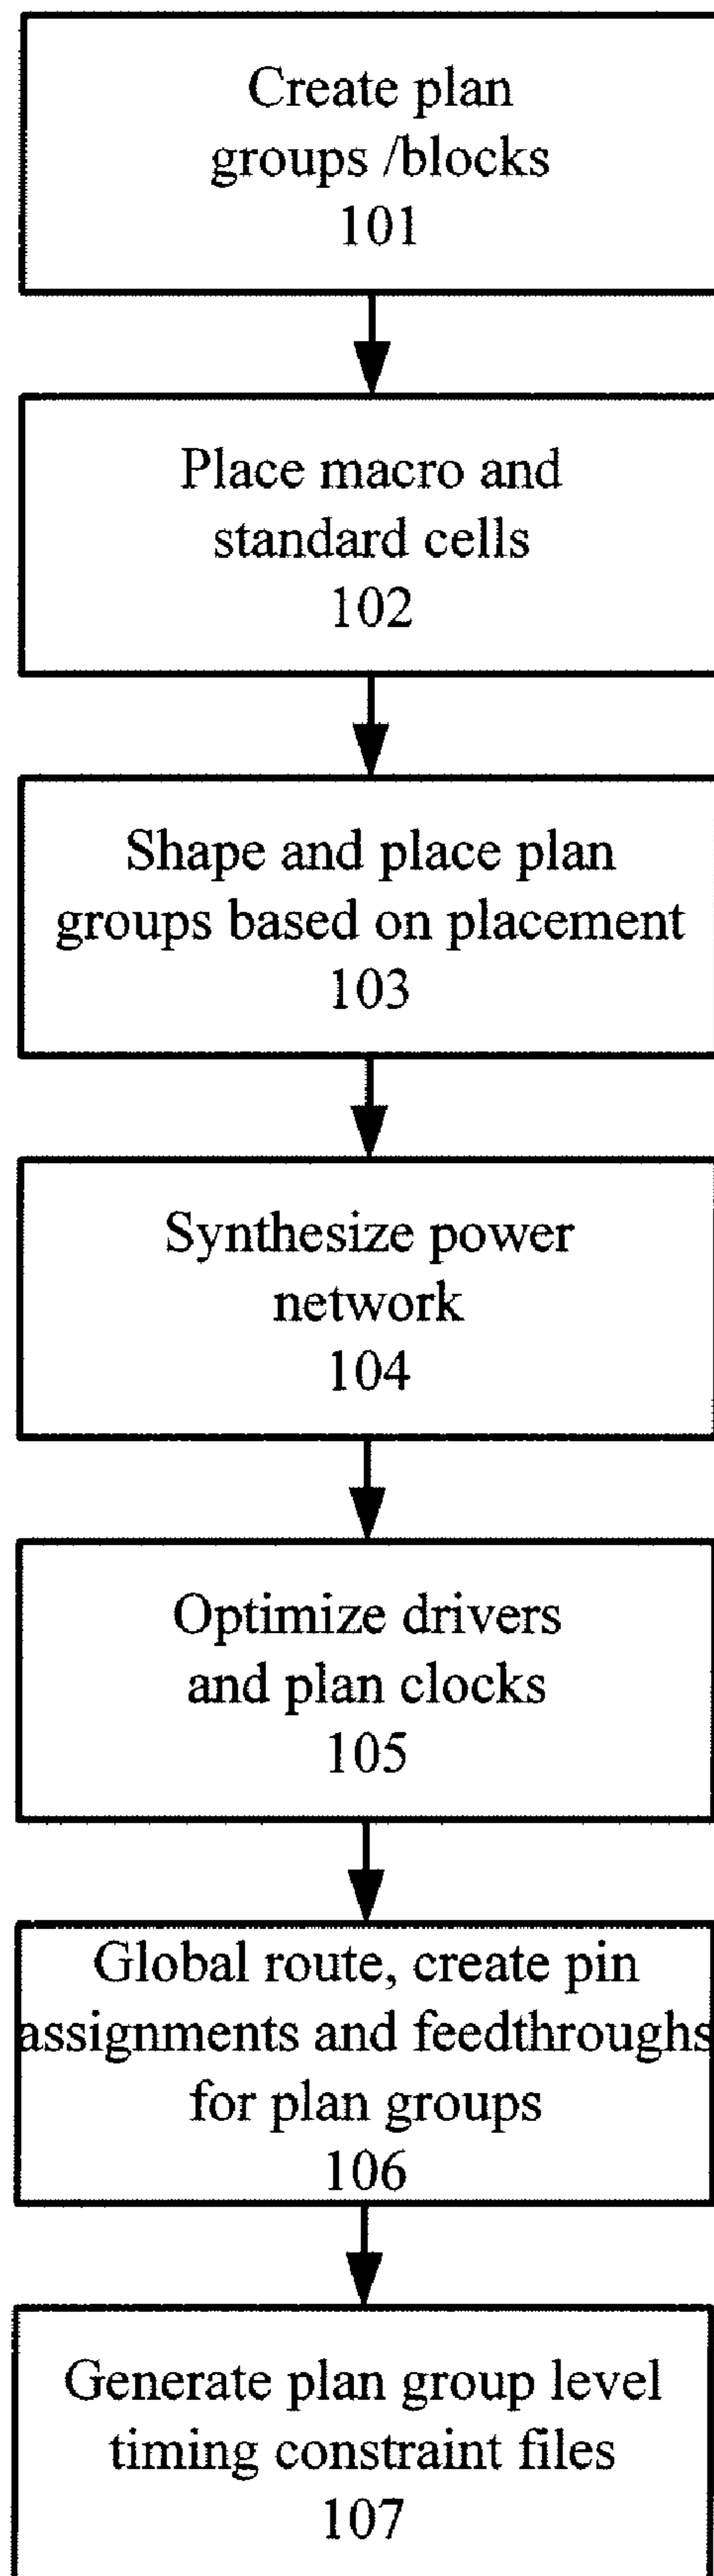 Create plan
groups /blocks
101
Place macro and
standard cells
102
Shape and place plan
groups based on placement
103
Synthesize power
network
104
Optimize drivers
and plan clocks
105
Global route, create pin
assignments and feedthroughs
for plan groups
106
Generate plan group level
timing constraint files
107